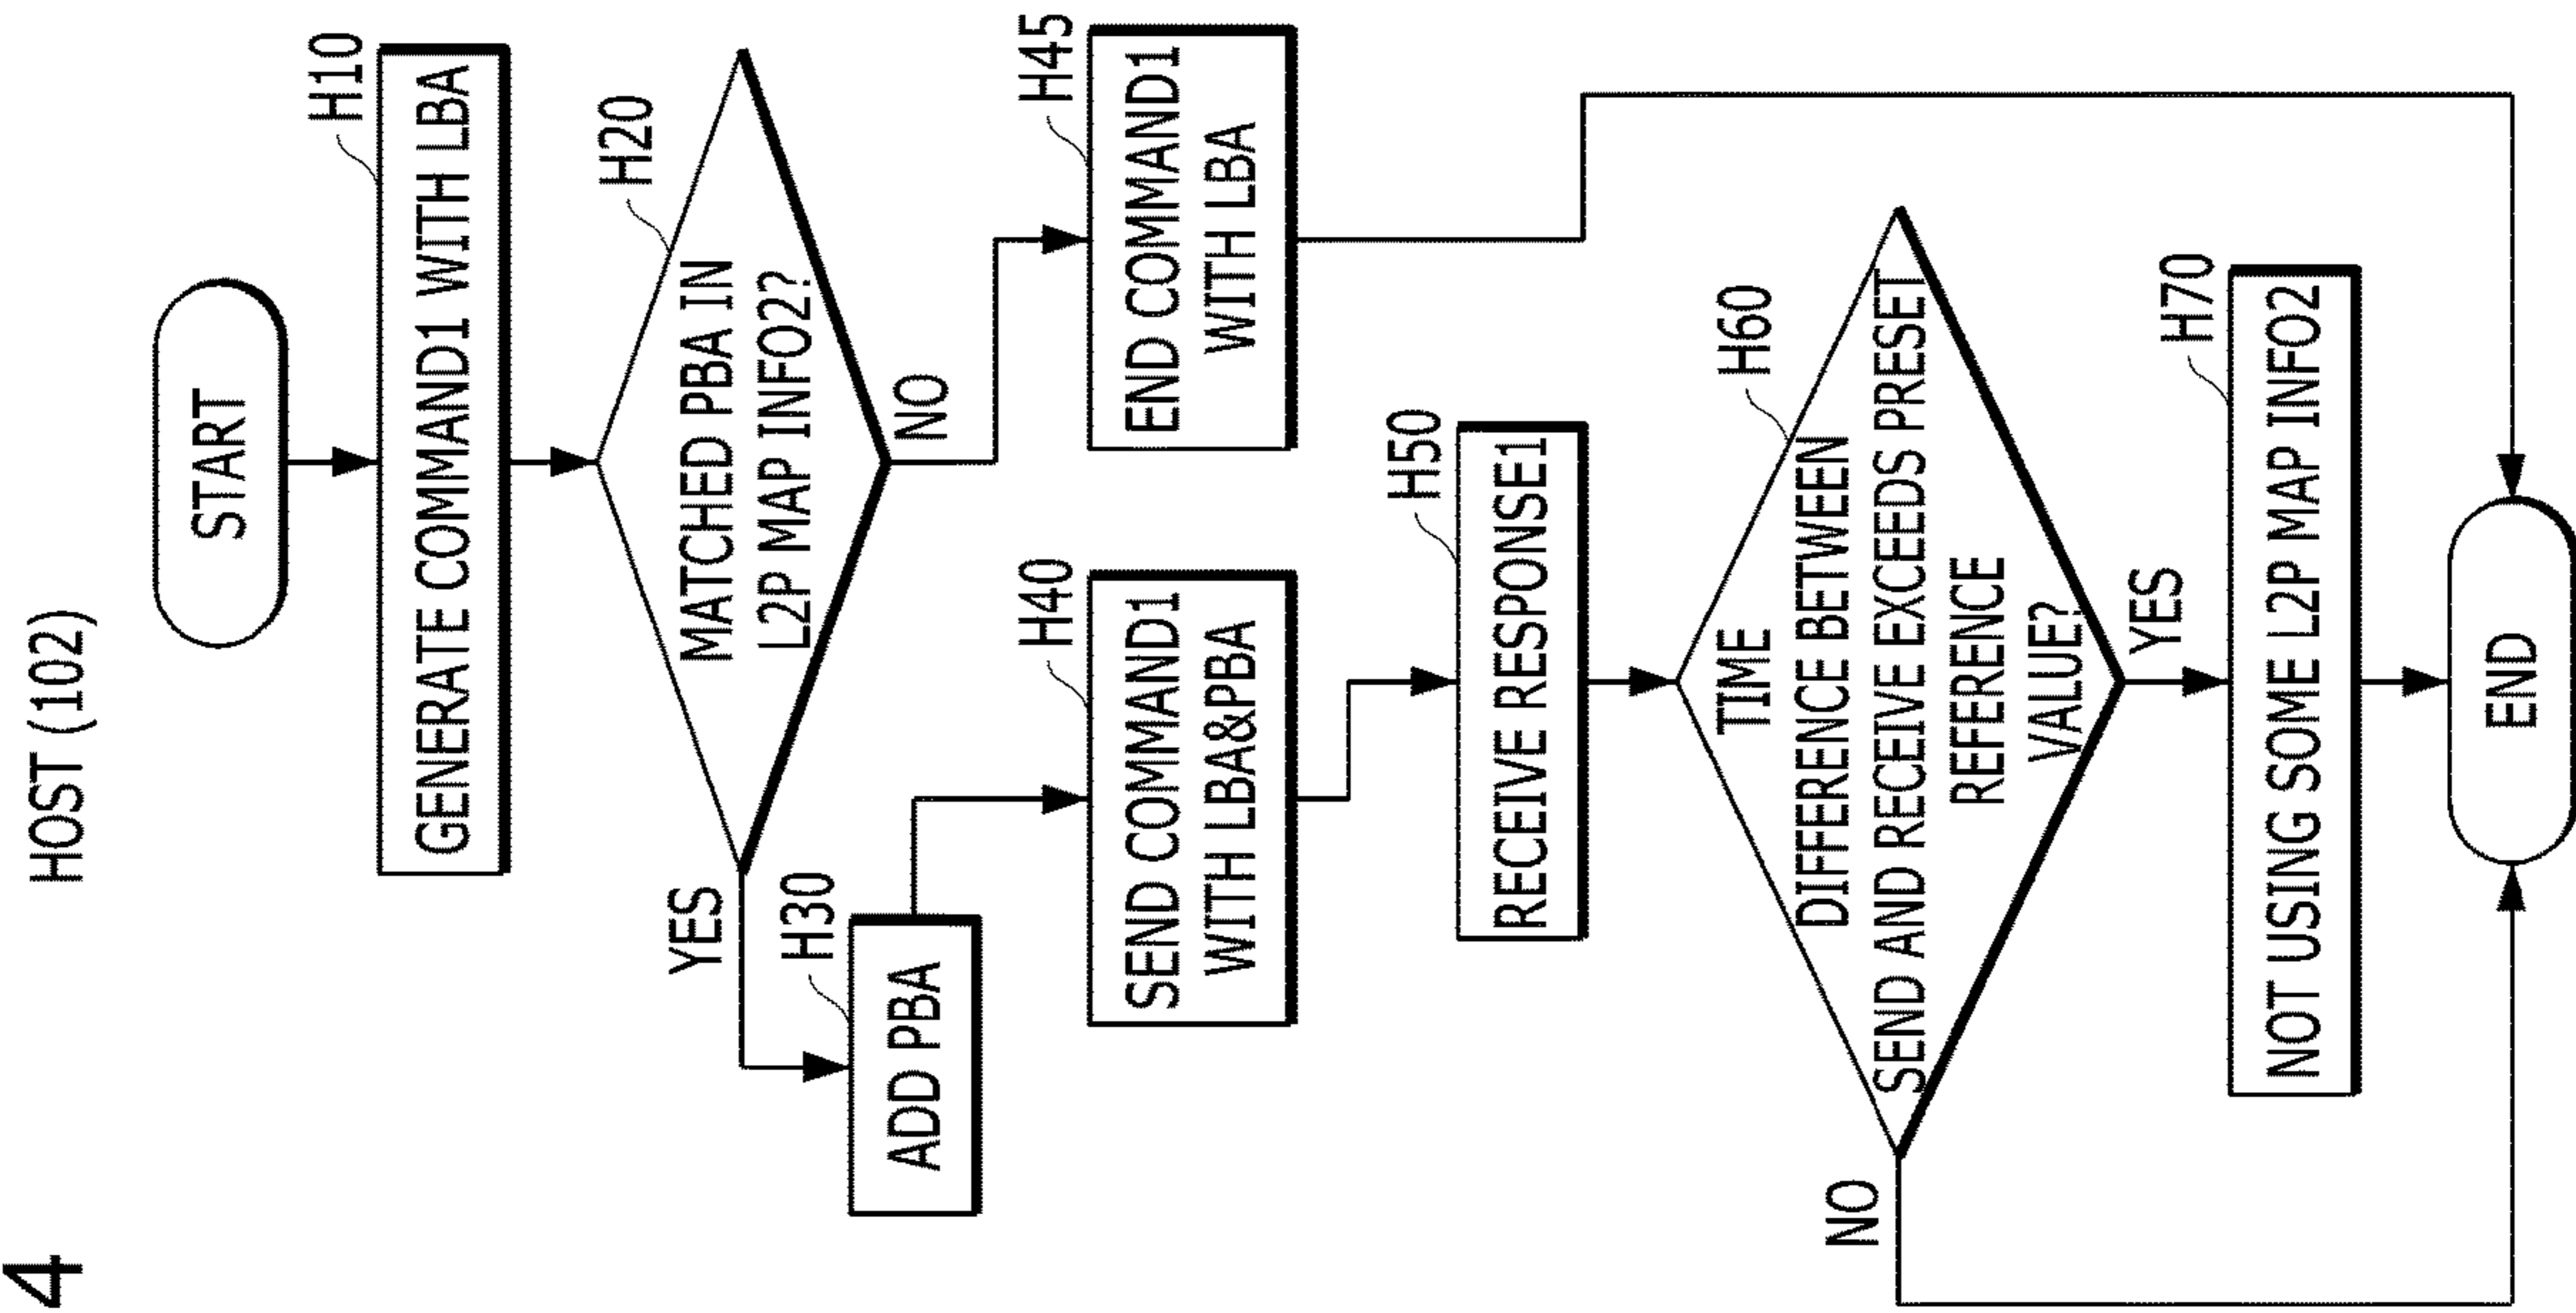 4
HOST (102)
START
H10
GENERATE COMMAND1 WITH LBA
H20
MATCHED PBA IN
L2P MAP INFO2?
YES
NO
H30
ADD PBA
H40
SEND COMMAND1
WITH LBA&PBA
H45
END COMMAND1
WITH LBA
H50
RECEIVE RESPONSE1
H60
TIME
DIFFERENCE BETWEEN
SEND AND RECEIVE EXCEEDS PRESET
REFERENCE
VALUE?
NO
YES
H70
NOT USING SOME L2P MAP INFO2
END